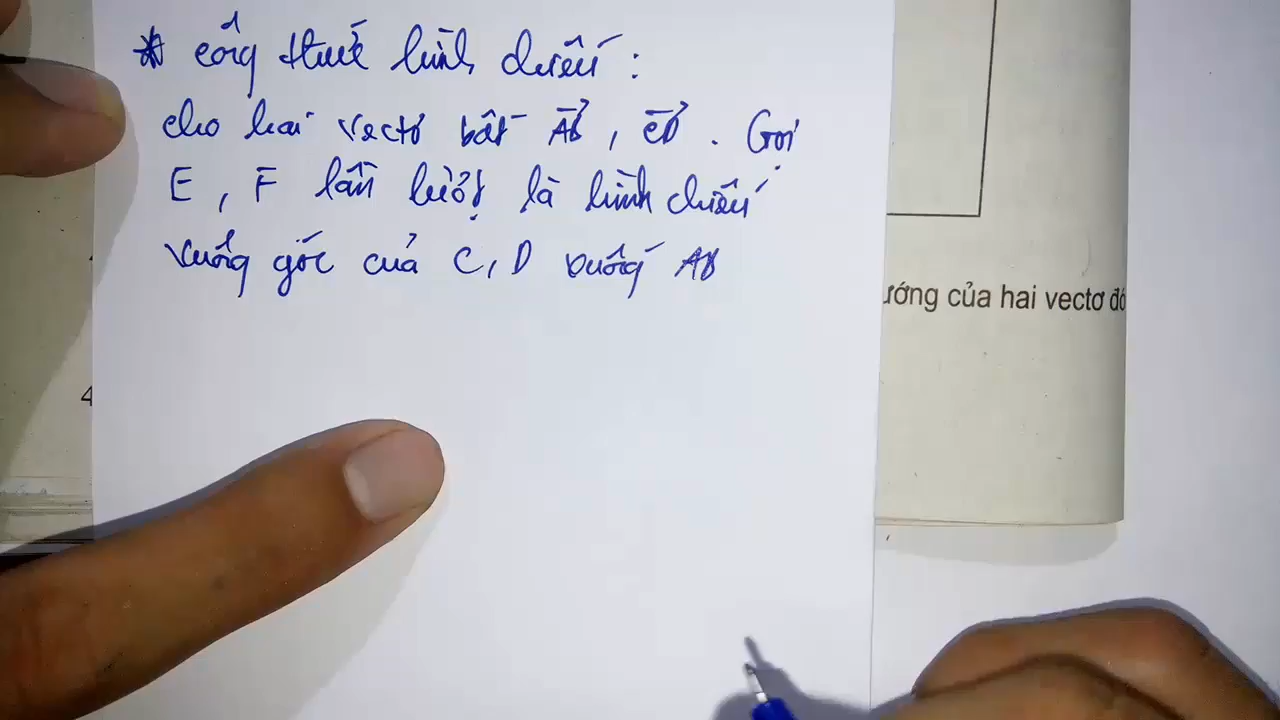 * công thức hình chiếu :
cho hai vectơ bất AB, CD. Gọi
E, F lần lượt là hình chiếu
vuông góc của C, D xuống AB
ướng của hai vectơ đó
4